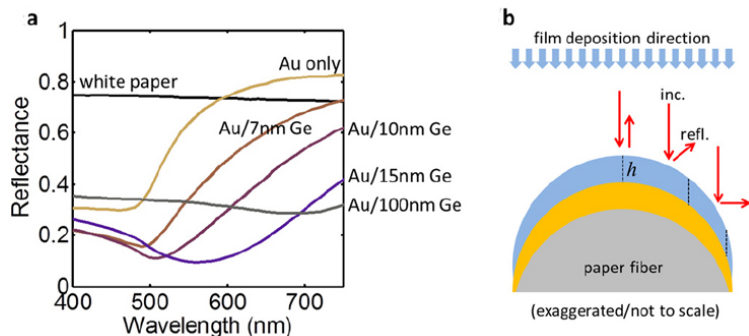 a
1
0.8
0.6
0.4
0.2
0
Reflectance
white paper
Au only
Au/7nm Ge
Au/10nm Ge
Au/15nm Ge
Au/100nm Ge
400
500
600
700
Wavelength (nm)
b
film deposition direction
inc.
refl.
h
paper fiber
(exaggerated/not to scale)